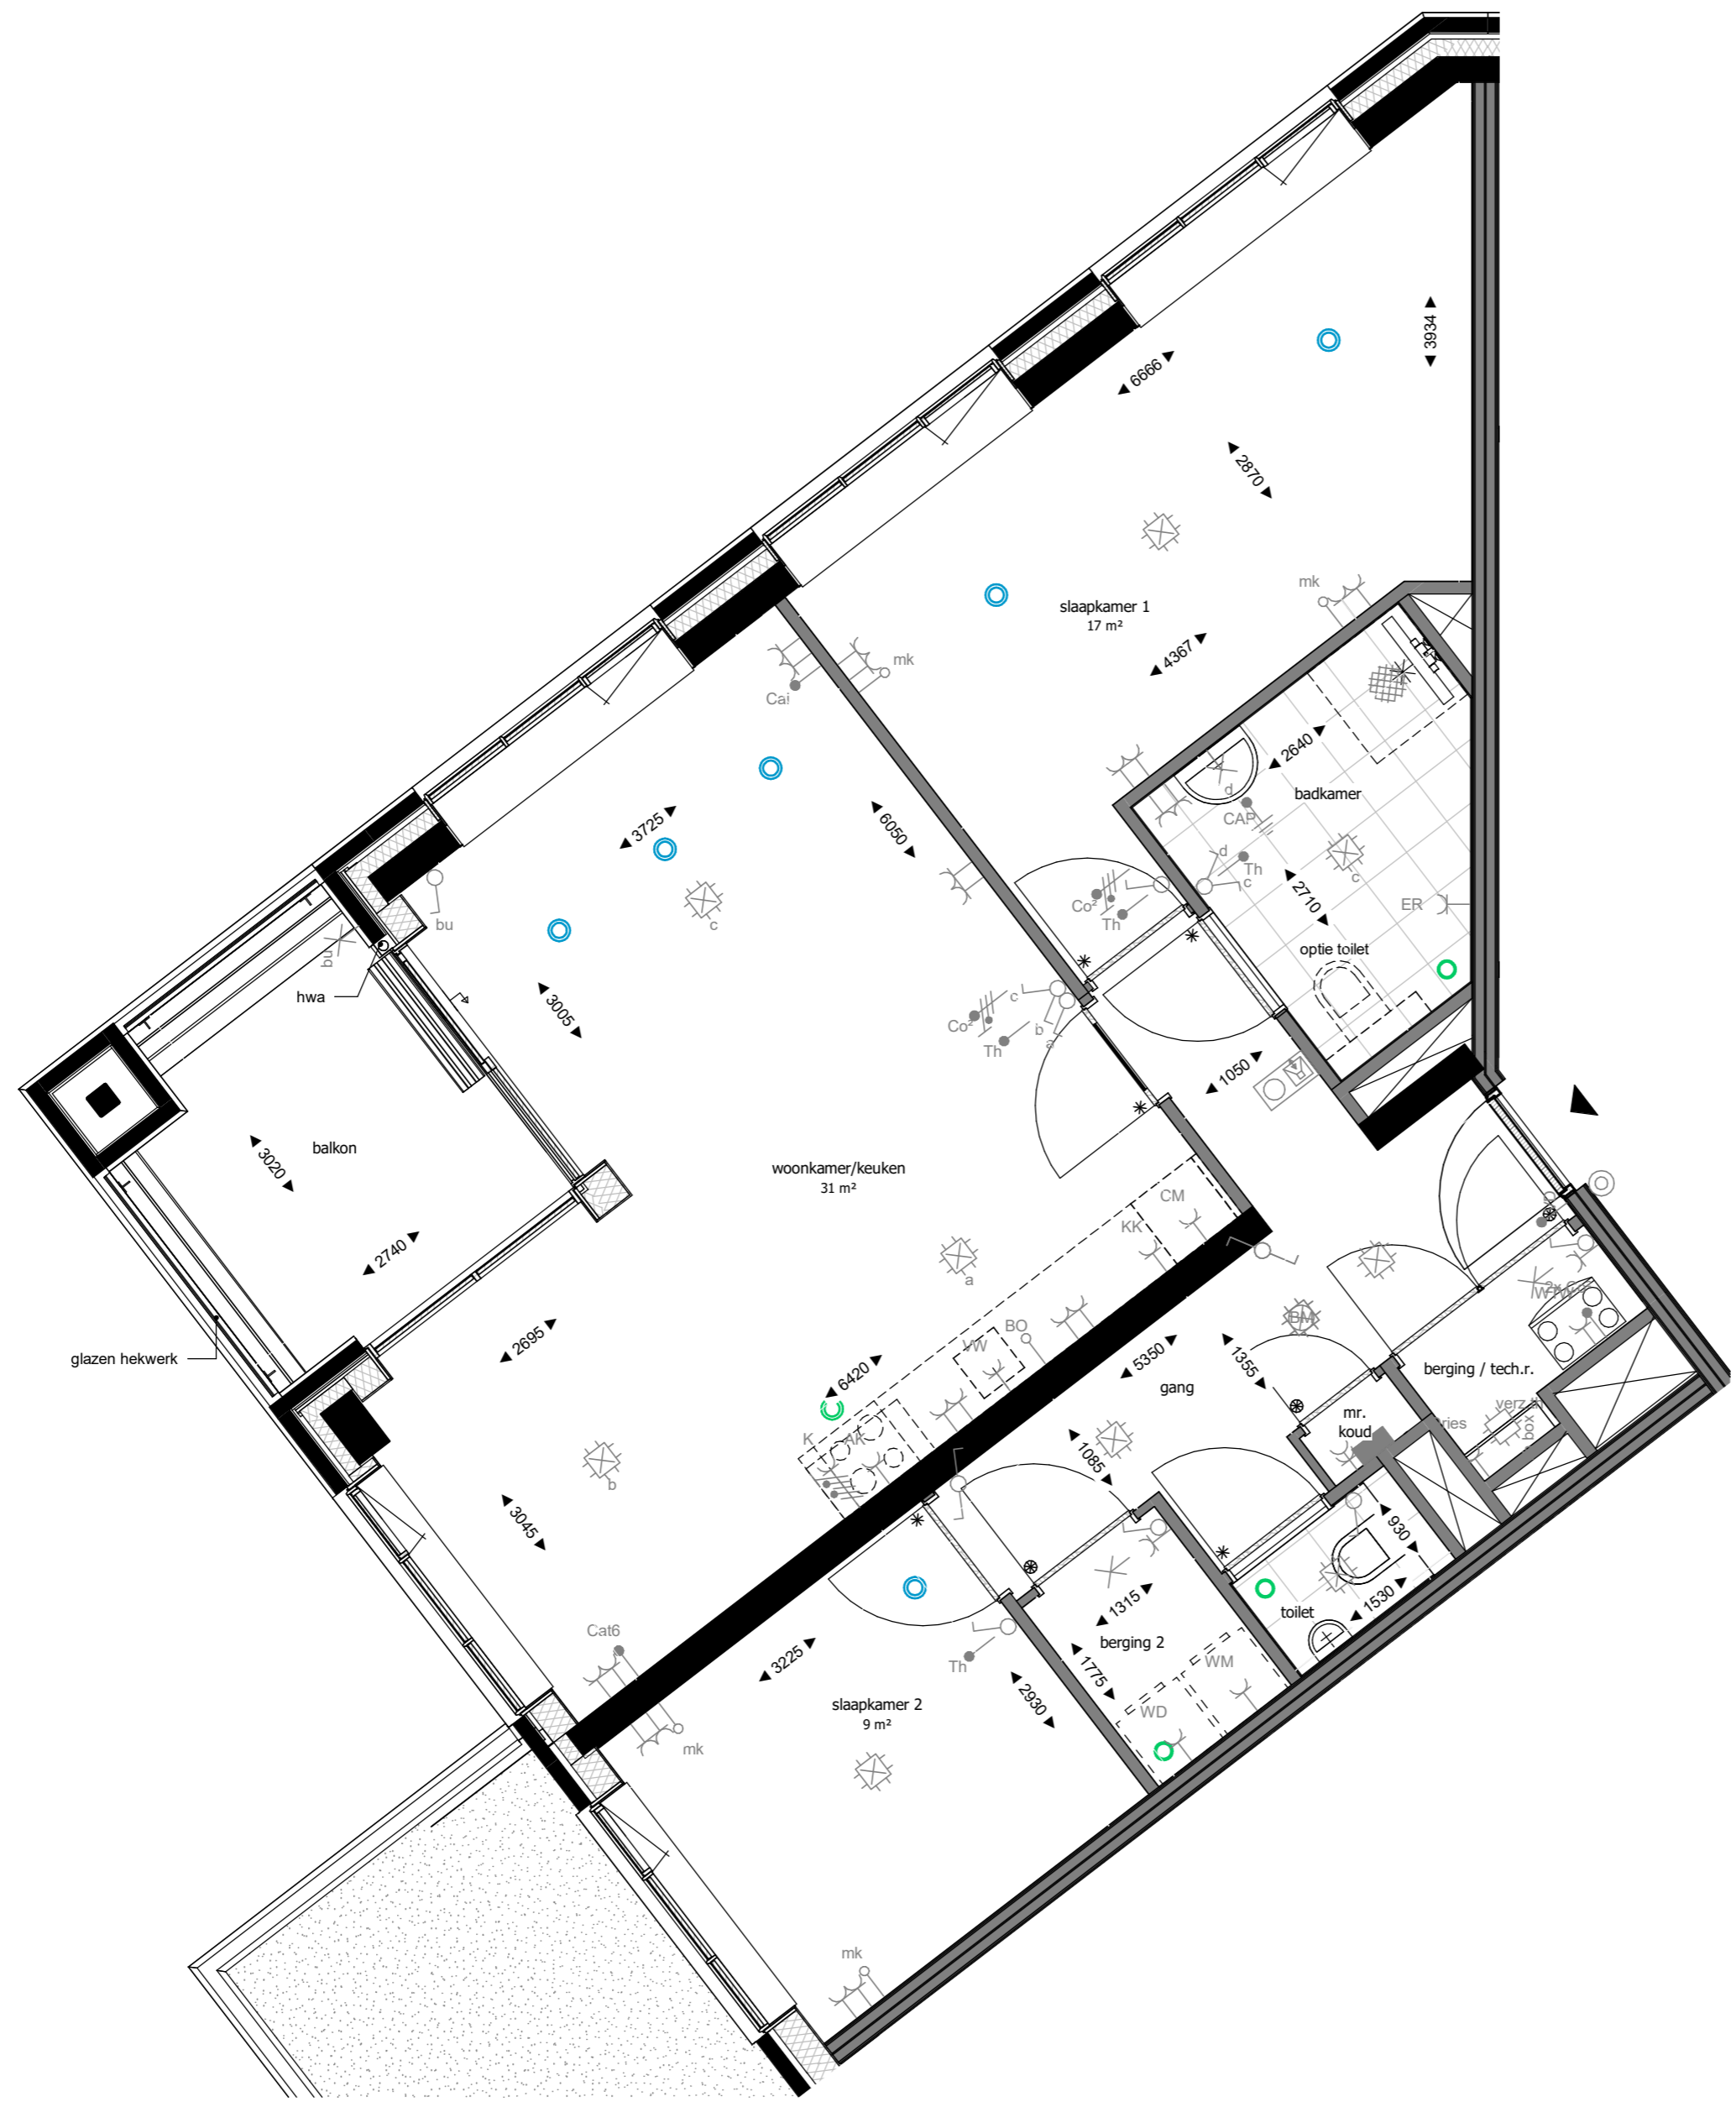 3934
6666
2870
mk
slaapkamer 1
17 m²
4367
mk
Cai
2640
badkamer
d
CAP
3725
6050
d
Th
c
c
2710
ER
Co²
Th
bu
c
bu
optie toilet
hwa
3005
c
Co²
b
a
Th
1050
balkon
3020
woonkamer/keuken
31 m²
CM
KK
2740
a
2695
glazen hekwerk
BO
VW
BM
6420
5350
1355
gang
berging / tech.r.
mr.
koud
K
AK
b
1085
3045
930
1530
toilet
1315
berging 2
Cat6
3225
Th
1775
WM
2930
slaapkamer 2
9 m²
WD
mk
mk